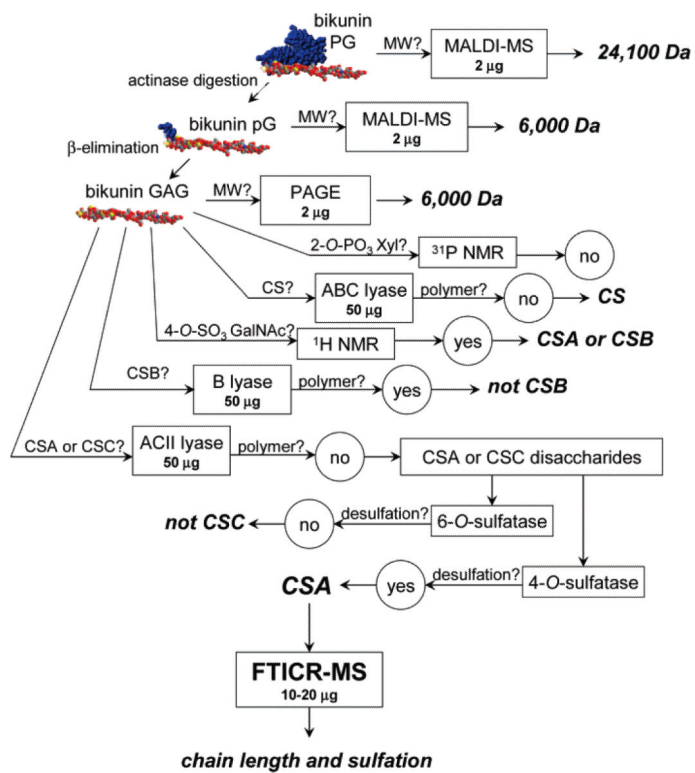 bikunin
PG
MW?
MALDI-MS
2 μg
24,100 Da
actinase digestion
bikunin pG
MW?
MALDI-MS
2 μg
6,000 Da
β-elimination
bikunin GAG
MW?
PAGE
2 μg
6,000 Da
2-O-PO3 Xyl?
31P NMR
no
CS?
ABC lyase
50 μg
polymer?
no
CS
4-O-SO3 GalNAc?
1H NMR
yes
CSA or CSB
CSB?
B lyase
50 μg
polymer?
yes
not CSB
CSA or CSC?
ACII lyase
50 μg
polymer?
no
CSA or CSC disaccharides
not CSC
no
desulfation?
6-O-sulfatase
CSA
yes
desulfation?
4-O-sulfatase
FTICR-MS
10-20 μg
chain length and sulfation